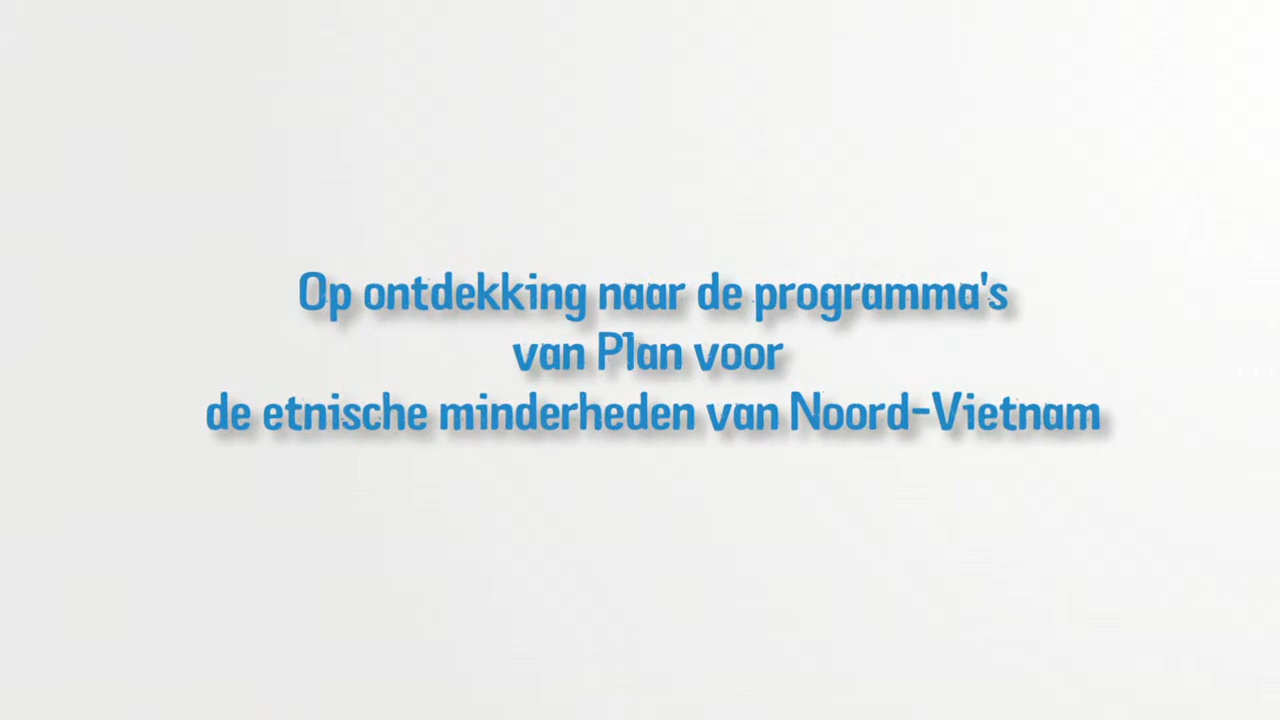 Op ontdekking naar de programma's
van Plan voor
de etnische minderheden van Noord-Vietnam